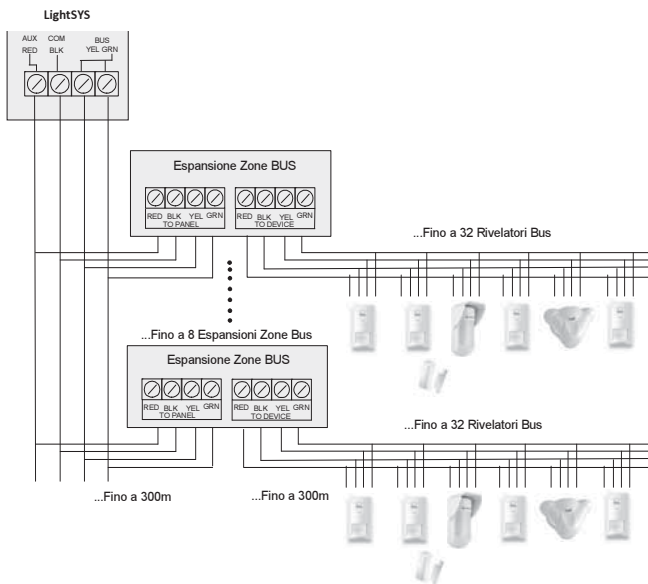 LightSYS
AUX COM BUS
RED BLK YEL GRN
Espansione Zone BUS
RED BLK YEL GRN RED BLK YEL GRN
TO PANEL TO DEVICE
...Fino a 32 Rivelatori Bus
...Fino a 8 Espansioni Zone Bus
Espansione Zone BUS
RED BLK YEL GRN RED BLK YEL GRN
TO PANEL TO DEVICE
...Fino a 32 Rivelatori Bus
...Fino a 300m ...Fino a 300m